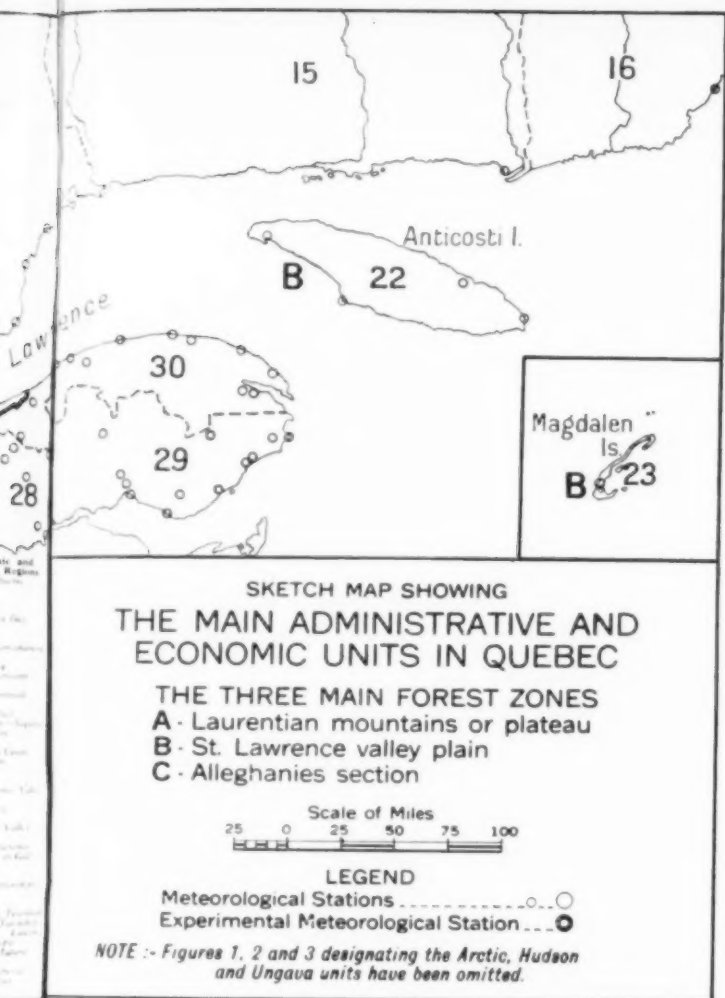 15
16
Anticosti I.
B
22
Lawrence
30
29
28
Magdalen
Is.
B
23
SKETCH MAP SHOWING
THE MAIN ADMINISTRATIVE AND
ECONOMIC UNITS IN QUEBEC
THE THREE MAIN FOREST ZONES
A - Laurentian mountains or plateau
B - St. Lawrence valley plain
C - Alleghanies section
Scale of Miles
25 0 25 50 75 100
LEGEND
Meteorological Stations
Experimental Meteorological Station
NOTE :- Figures 1, 2 and 3 designating the Arctic, Hudson
and Ungava units have been omitted.
and
Regions